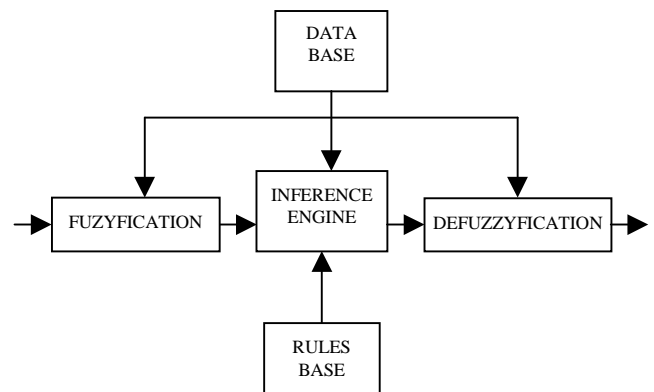 DATA
BASE
FUZYFICATION
INFERENCE
ENGINE
DEFUZZYFICATION
RULES
BASE